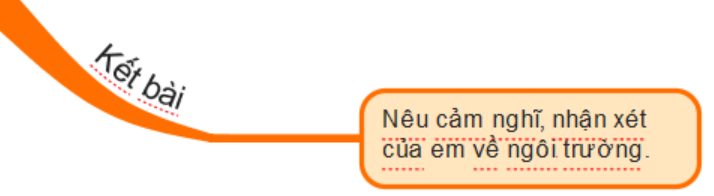 Kết bài
Nêu cảm nghĩ, nhận xét
của em về ngôi trường.